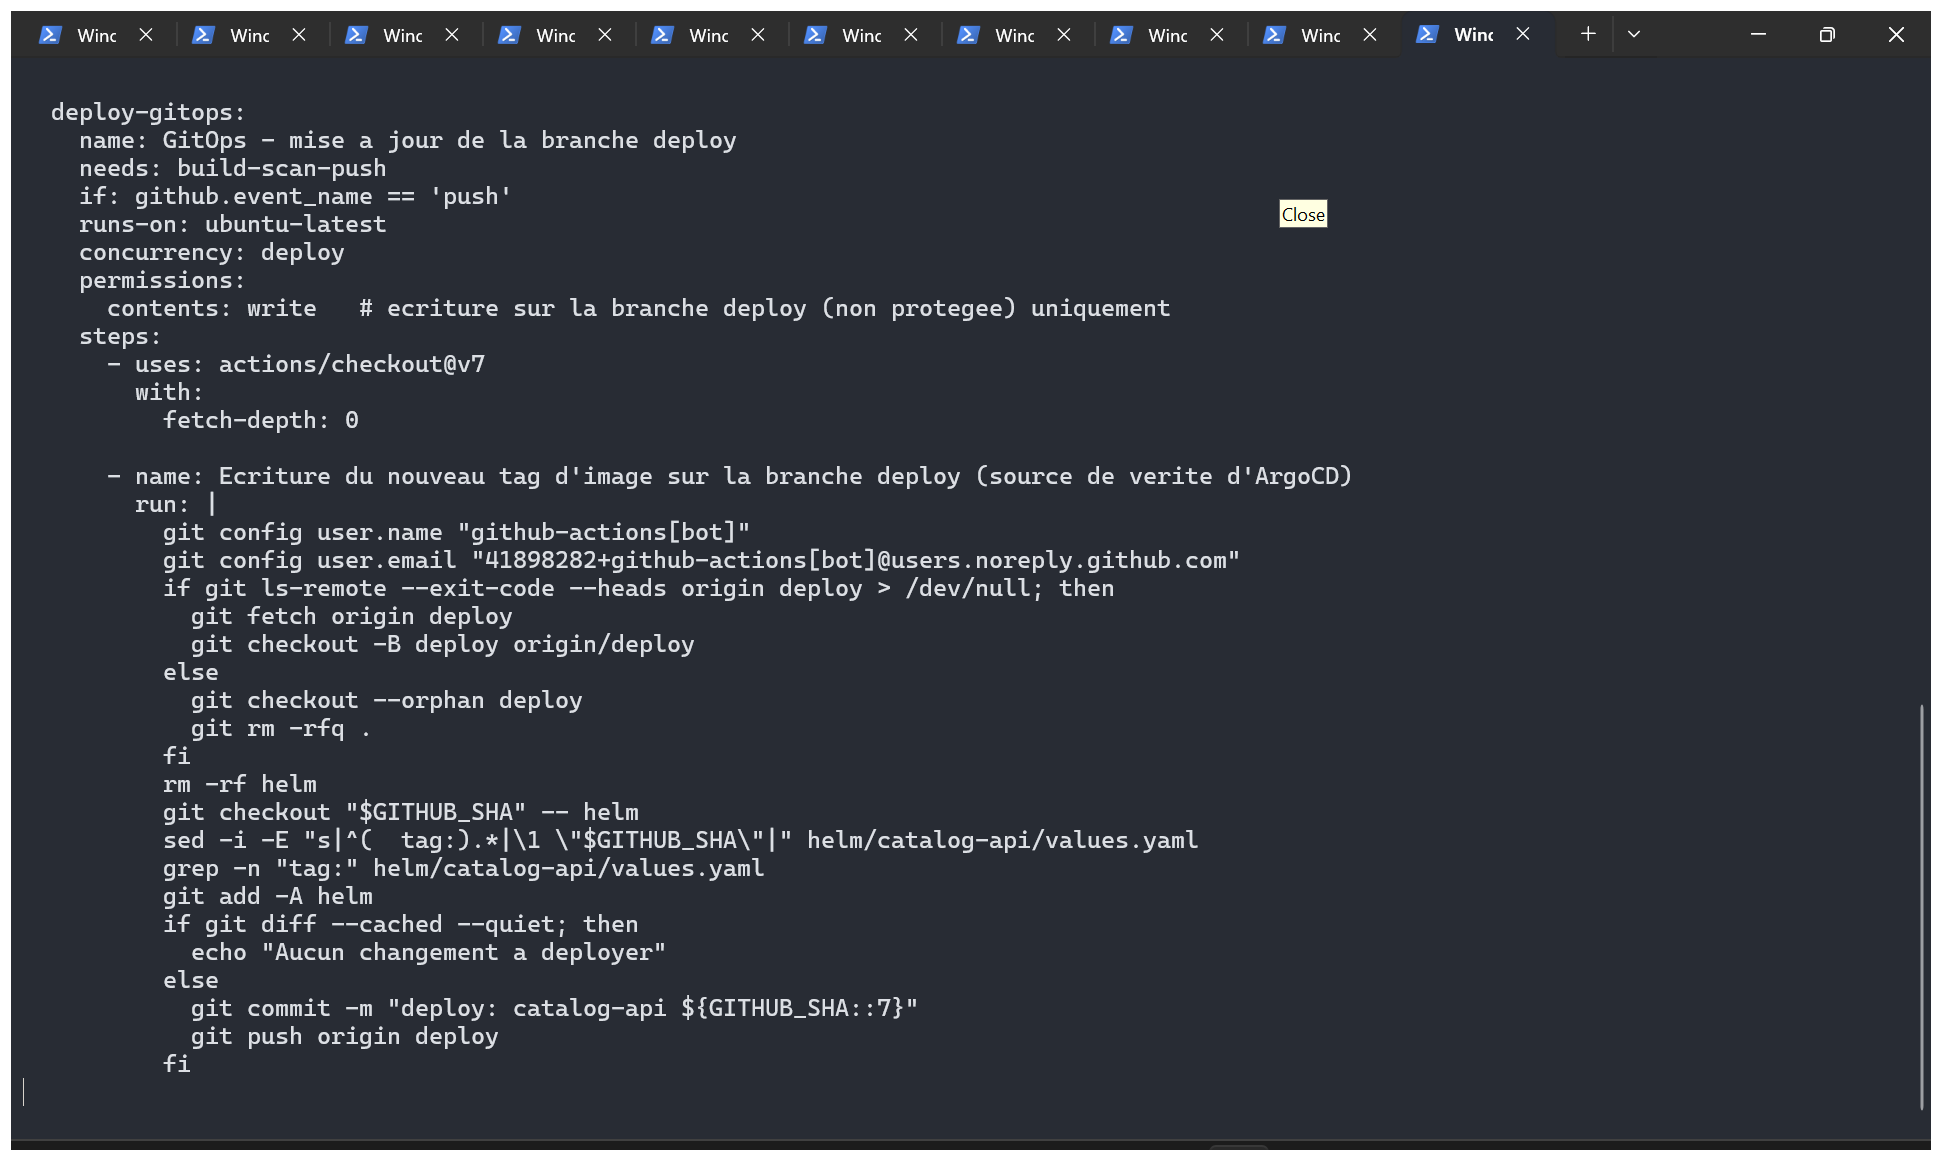 Winc Winc Winc Winc Winc Winc Winc Winc Winc Winc
deploy-gitops:
  name: GitOps - mise a jour de la branche deploy
  needs: build-scan-push
  if: github.event_name == 'push'
Close
  runs-on: ubuntu-latest
  concurrency: deploy
  permissions:
    contents: write   # ecriture sur la branche deploy (non protegee) uniquement
  steps:
    - uses: actions/checkout@v7
      with:
        fetch-depth: 0
    - name: Ecriture du nouveau tag d'image sur la branche deploy (source de verite d'ArgoCD)
      run: |
        git config user.name "github-actions[bot]"
        git config user.email "41898282+github-actions[bot]@users.noreply.github.com"
        if git ls-remote --exit-code --heads origin deploy > /dev/null; then
          git fetch origin deploy
          git checkout -B deploy origin/deploy
        else
          git checkout --orphan deploy
          git rm -rfq .
        fi
        rm -rf helm
        git checkout "$GITHUB_SHA" -- helm
        sed -i -E "s|^(  tag:).*|\1 \"$GITHUB_SHA\"|" helm/catalog-api/values.yaml
        grep -n "tag:" helm/catalog-api/values.yaml
        git add -A helm
        if git diff --cached --quiet; then
          echo "Aucun changement a deployer"
        else
          git commit -m "deploy: catalog-api ${GITHUB_SHA::7}"
          git push origin deploy
        fi